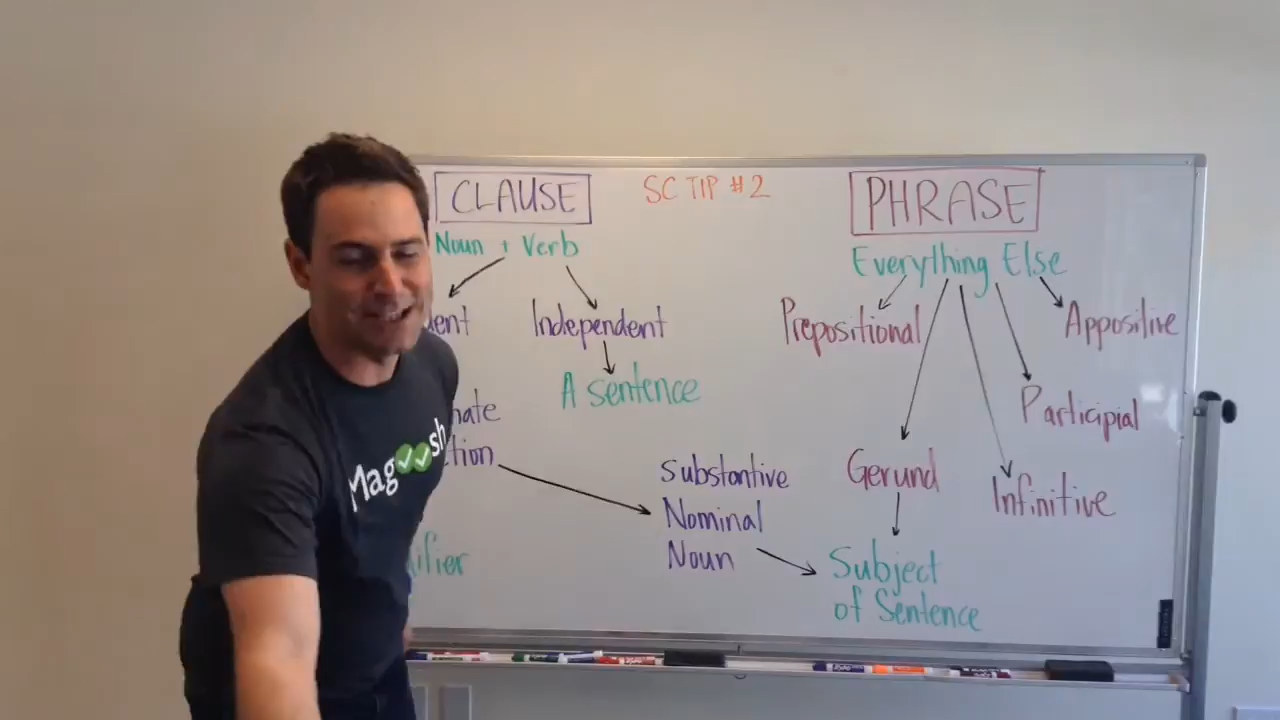 CLAUSE
SC TIP #2
PHRASE
Noun + Verb
Everything Else
Independent
Prepositional
Appositive
A sentence
Participial
Magoosh
Substantive
Gerund
Infinitive
Nominal
Noun
Subject
of Sentence